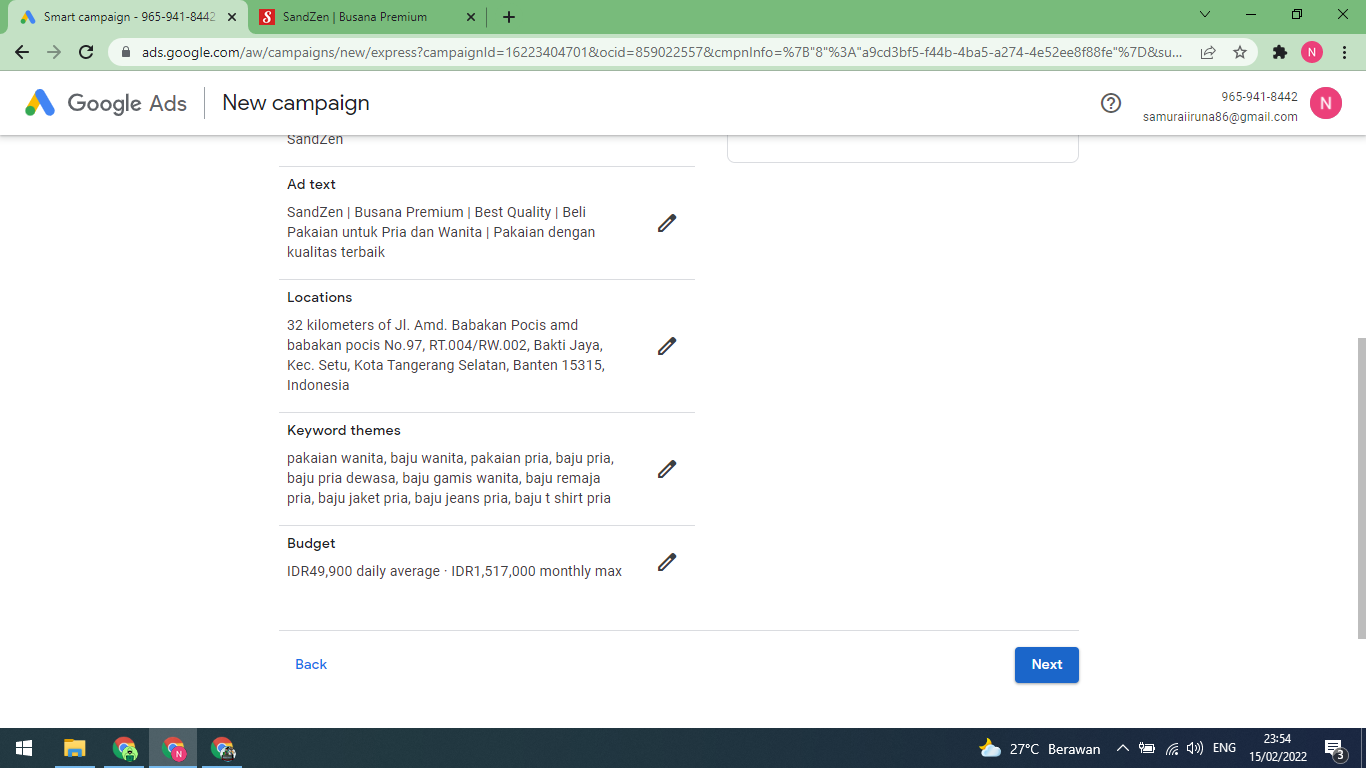 Smart campaign - 965-941-8442
SandZen | Busana Premium
ads.google.com/aw/campaigns/new/express?campaignId=16223404701&ocid=859022557&cmpnInfo=%7B"8"%3A"a9cd3bf5-f44b-4ba5-a274-4e52ee8f88fe"%7D&su...
N
Google Ads
New campaign
965-941-8442
samuraiiruna86@gmail.com
N
SandZen
Ad text
SandZen | Busana Premium | Best Quality | Beli
Pakaian untuk Pria dan Wanita | Pakaian dengan
kualitas terbaik
Locations
32 kilometers of Jl. Amd. Babakan Pocis amd
babakan pocis No.97, RT.004/RW.002, Bakti Jaya,
Kec. Setu, Kota Tangerang Selatan, Banten 15315,
Indonesia
Keyword themes
pakaian wanita, baju wanita, pakaian pria, baju pria,
baju pria dewasa, baju gamis wanita, baju remaja
pria, baju jaket pria, baju jeans pria, baju t shirt pria
Budget
IDR49,900 daily average · IDR1,517,000 monthly max
Back
Next
27°C Berawan
ENG
23:54
15/02/2022
3